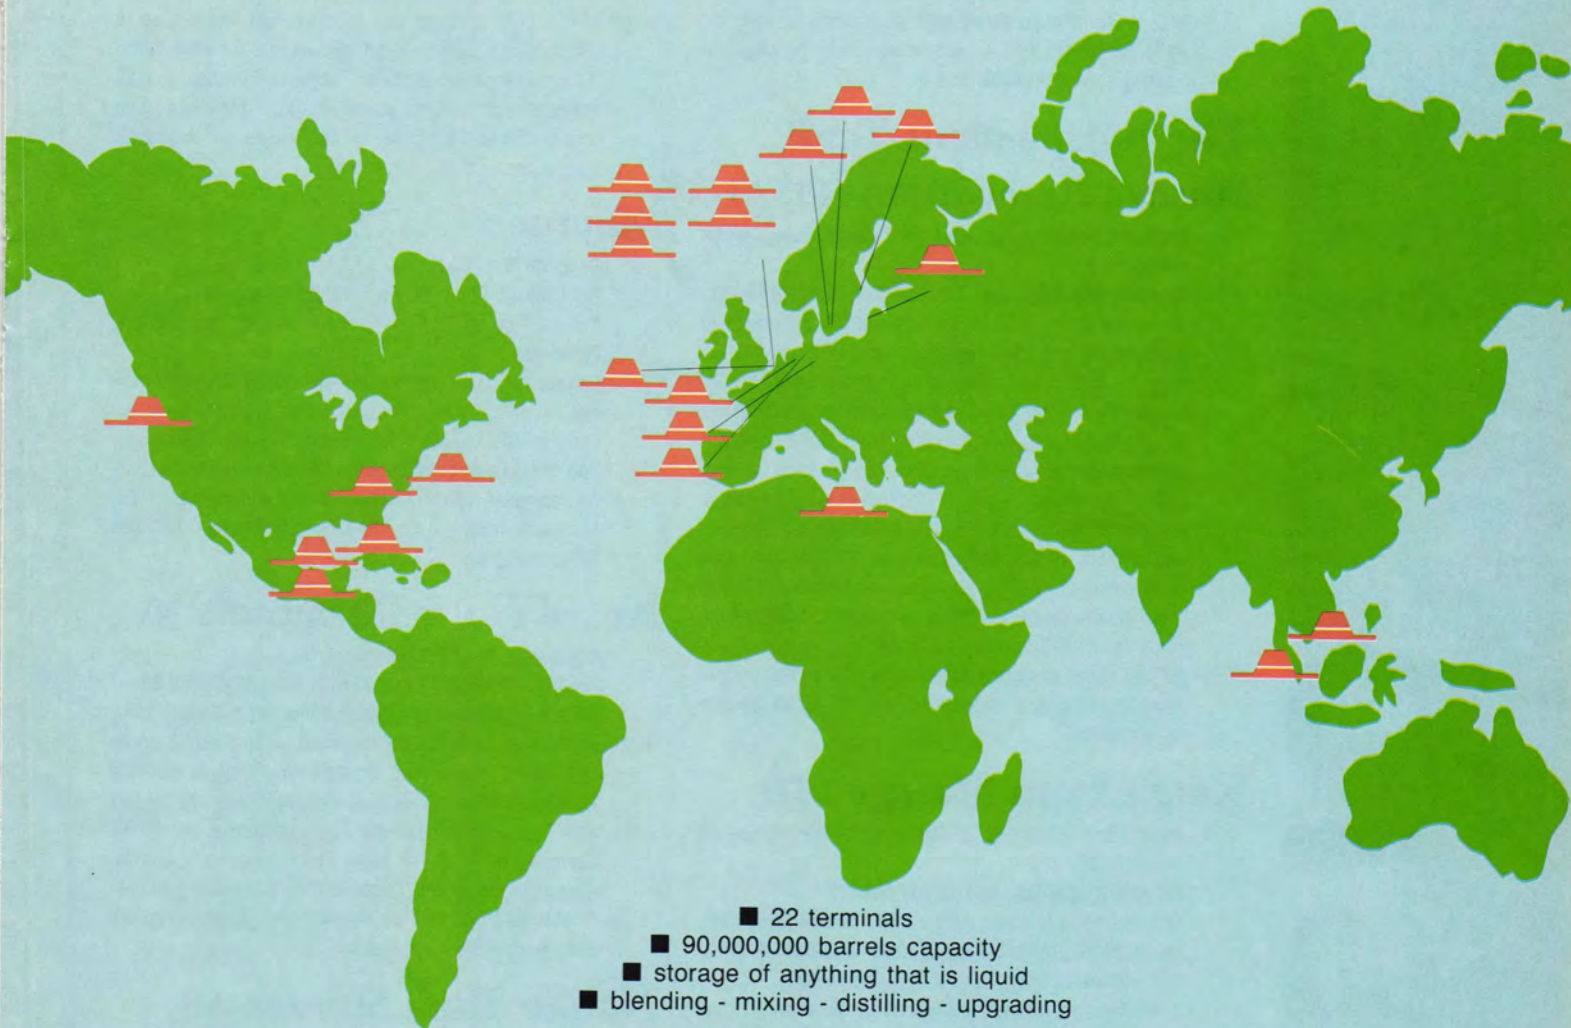 ■ 22 terminals
■ 90,000,000 barrels capacity
■ storage of anything that is liquid
■ blending - mixing - distilling - upgrading